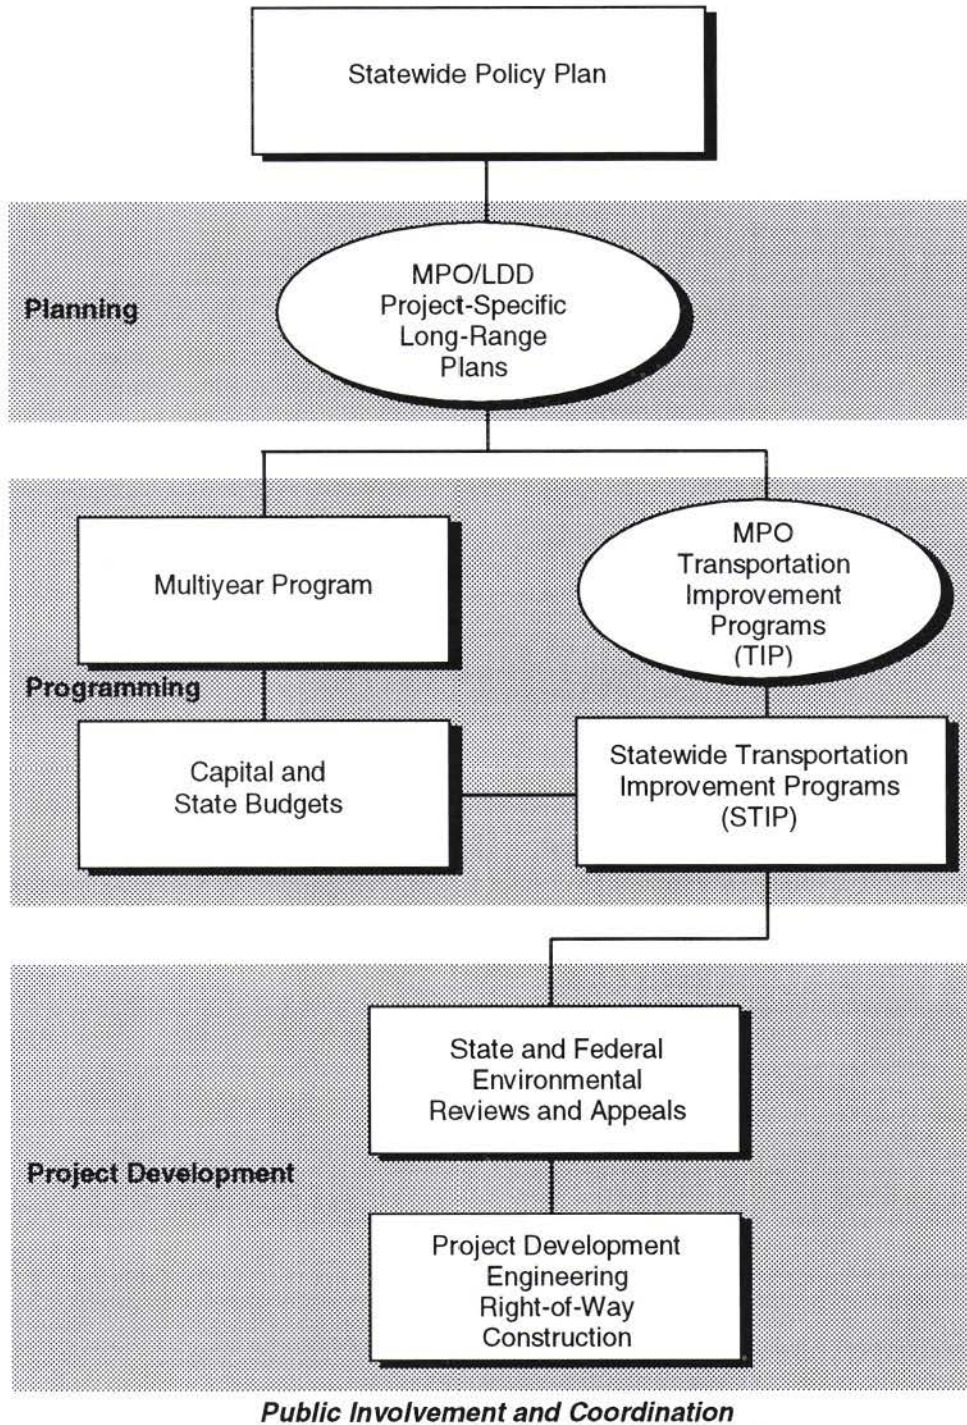 Statewide Policy Plan
Planning
MPO/LDD
Project-Specific
Long-Range
Plans
Multiyear Program
MPO
Transportation
Improvement
Programs
(TIP)
Programming
Capital and
State Budgets
Statewide Transportation
Improvement Programs
(STIP)
State and Federal
Environmental
Reviews and Appeals
Project Development
Project Development
Engineering
Right-of-Way
Construction
Public Involvement and Coordination